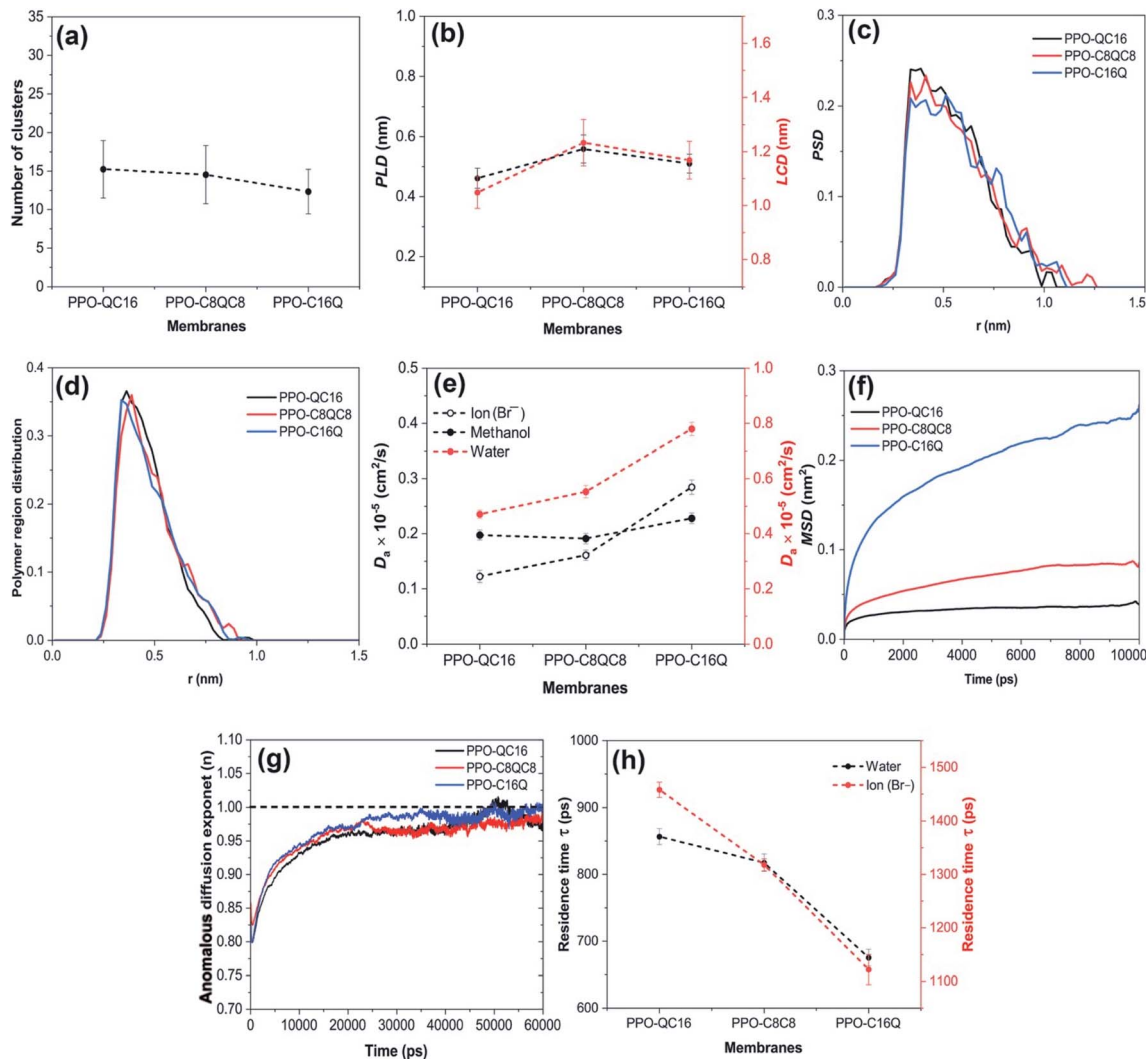 (a)
Number of clusters
35
30
25
20
15
10
5
0
PPO-QC16
PPO-C8QC8
PPO-C16Q
Membranes
(b)
PLD (nm)
1.0
0.8
0.6
0.4
0.2
LCD (nm)
1.6
1.4
1.2
1.0
0.8
PPO-QC16
PPO-C8QC8
PPO-C16Q
Membranes
(c)
PPO-QC16
PPO-C8QC8
PPO-C16Q
PSD
0.3
0.2
0.1
0.0
0.0
0.5
1.0
1.5
r (nm)
(d)
PPO-QC16
PPO-C8QC8
PPO-C16Q
Polymer region distribution
0.4
0.3
0.2
0.1
0.0
0.0
0.5
1.0
1.5
r (nm)
(e)
Ion (Br⁻)
Methanol
Water
Da × 10-5 (cm2/s)
0.5
0.4
0.3
0.2
0.1
0.0
Da × 10-5 (cm2/s)
1.0
0.8
0.6
0.4
0.2
0.0
PPO-QC16
PPO-C8QC8
PPO-C16Q
Membranes
(f)
PPO-QC16
PPO-C8QC8
PPO-C16Q
MSD (nm2)
0.3
0.2
0.1
0.0
0
2000
4000
6000
8000
10000
Time (ps)
(g)
PPO-QC16
PPO-C8QC8
PPO-C16Q
Anomalous diffusion exponet (n)
1.10
1.05
1.00
0.95
0.90
0.85
0.80
0.75
0.70
0
10000
20000
30000
40000
50000
60000
Time (ps)
(h)
Water
Ion (Br−)
Residence time τ (ps)
1000
900
800
700
600
Residence time τ (ps)
1500
1400
1300
1200
1100
PPO-QC16
PPO-C8C8
PPO-C16Q
Membranes